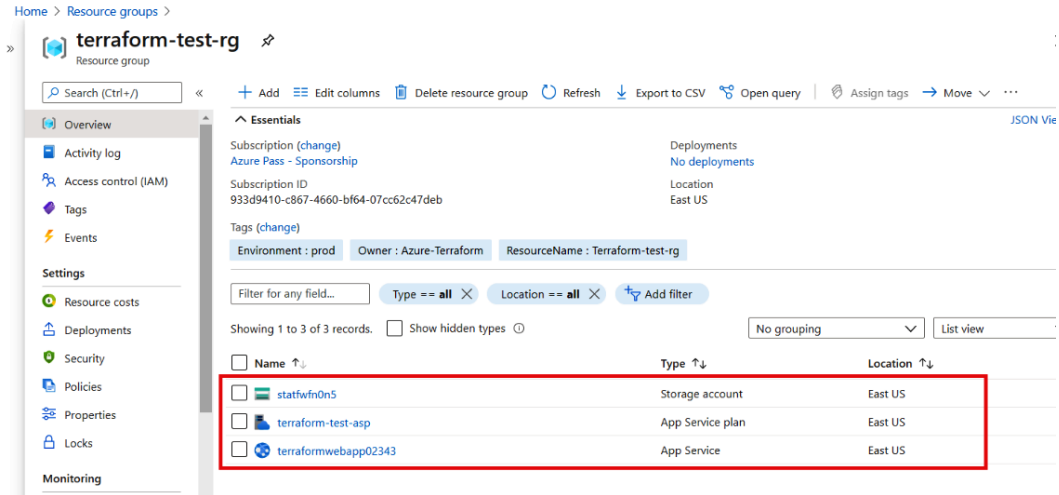 Home > Resource groups >
»
terraform-test-rg
Resource group
Search (Ctrl+/)
«
Add
Edit columns
Delete resource group
Refresh
Export to CSV
Open query
Assign tags
Move
...
Overview
Activity log
Access control (IAM)
Tags
Events
Settings
Resource costs
Deployments
Security
Policies
Properties
Locks
Monitoring
Essentials
JSON Vie
Subscription (change)
Azure Pass - Sponsorship
Deployments
No deployments
Subscription ID
933d9410-c867-4660-bf64-07cc62c47deb
Location
East US
Tags (change)
Environment : prod
Owner : Azure-Terraform
ResourceName : Terraform-test-rg
Filter for any field...
Type == all
Location == all
Add filter
Showing 1 to 3 of 3 records.
Show hidden types
No grouping
List view
Name ↑↓ Type ↑↓ Location ↑↓
statfwfn0n5 Storage account East US
terraform-test-asp App Service plan East US
terraformwebapp02343 App Service East US